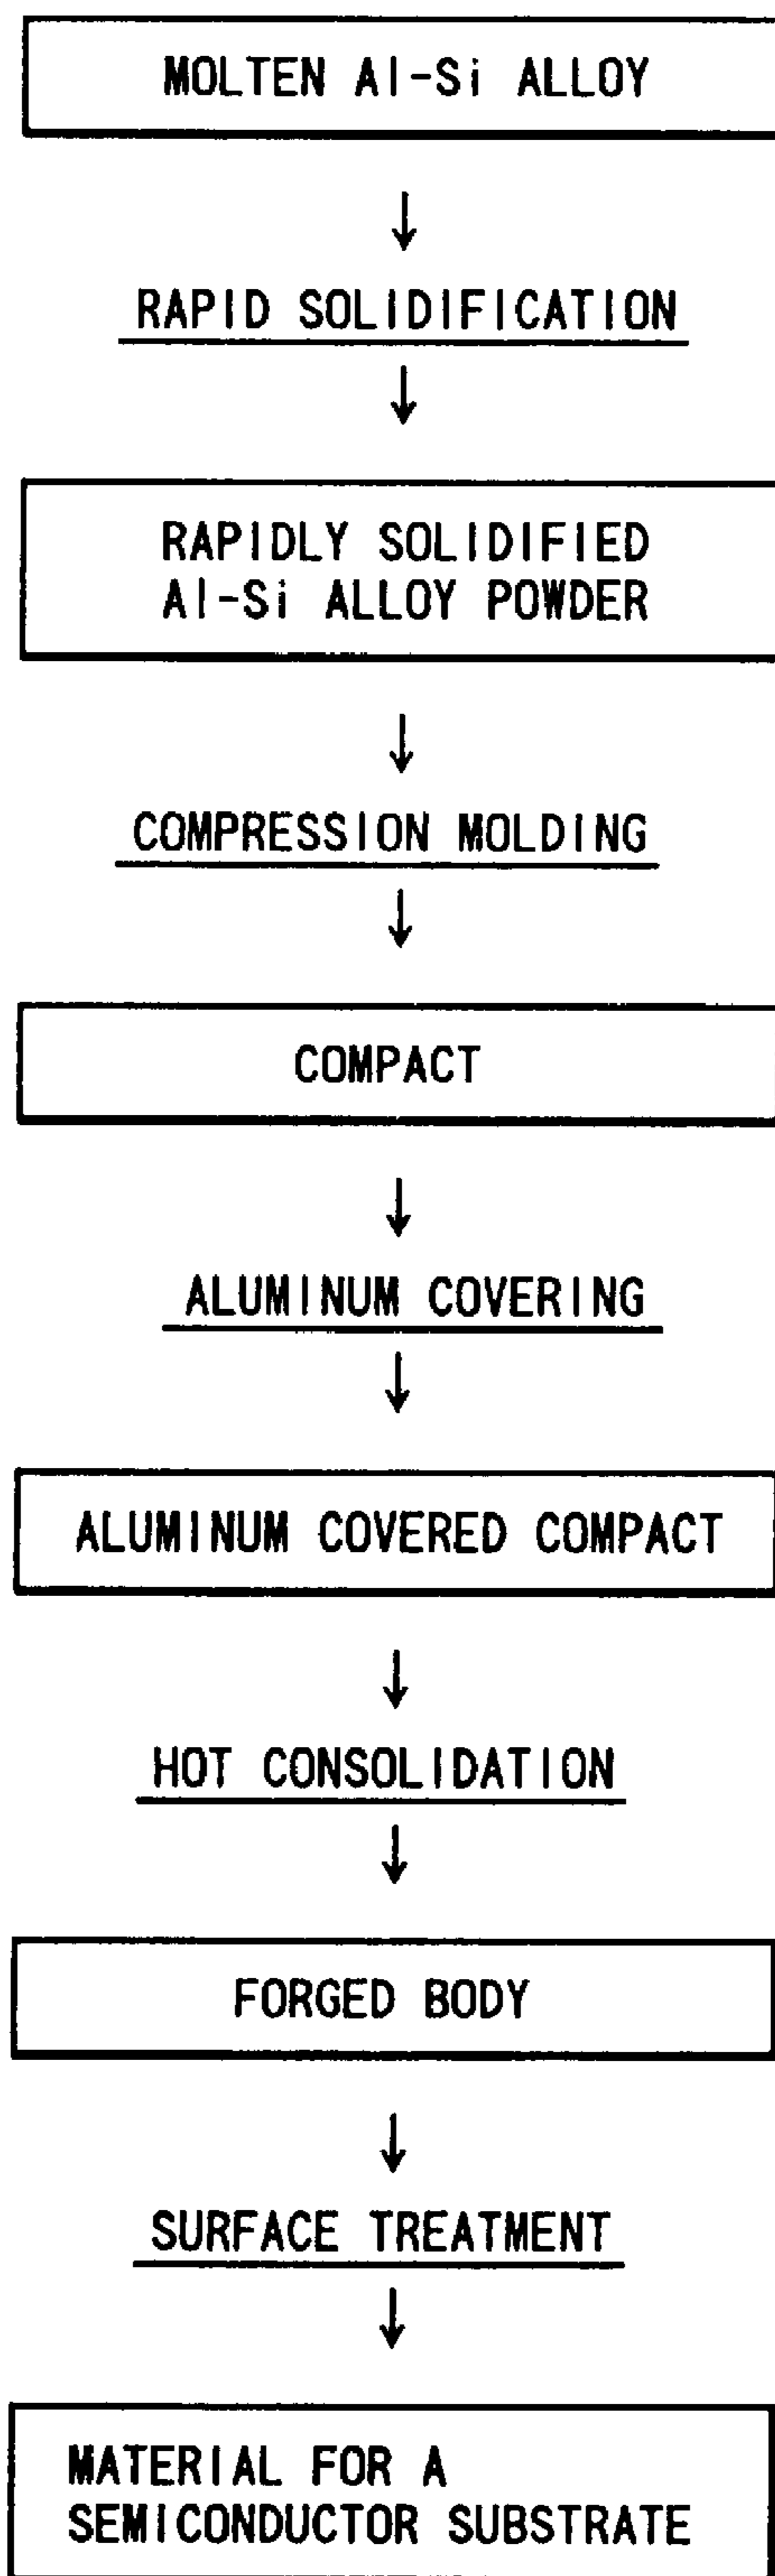 MOLTEN Al-Si ALLOY
RAPID SOLIDIFICATION
RAPIDLY SOLIDIFIED
Al-Si ALLOY POWDER
COMPRESSION MOLDING
COMPACT
ALUMINUM COVERING
ALUMINUM COVERED COMPACT
HOT CONSOLIDATION
FORGED BODY
SURFACE TREATMENT
MATERIAL FOR A
SEMICONDUCTOR SUBSTRATE